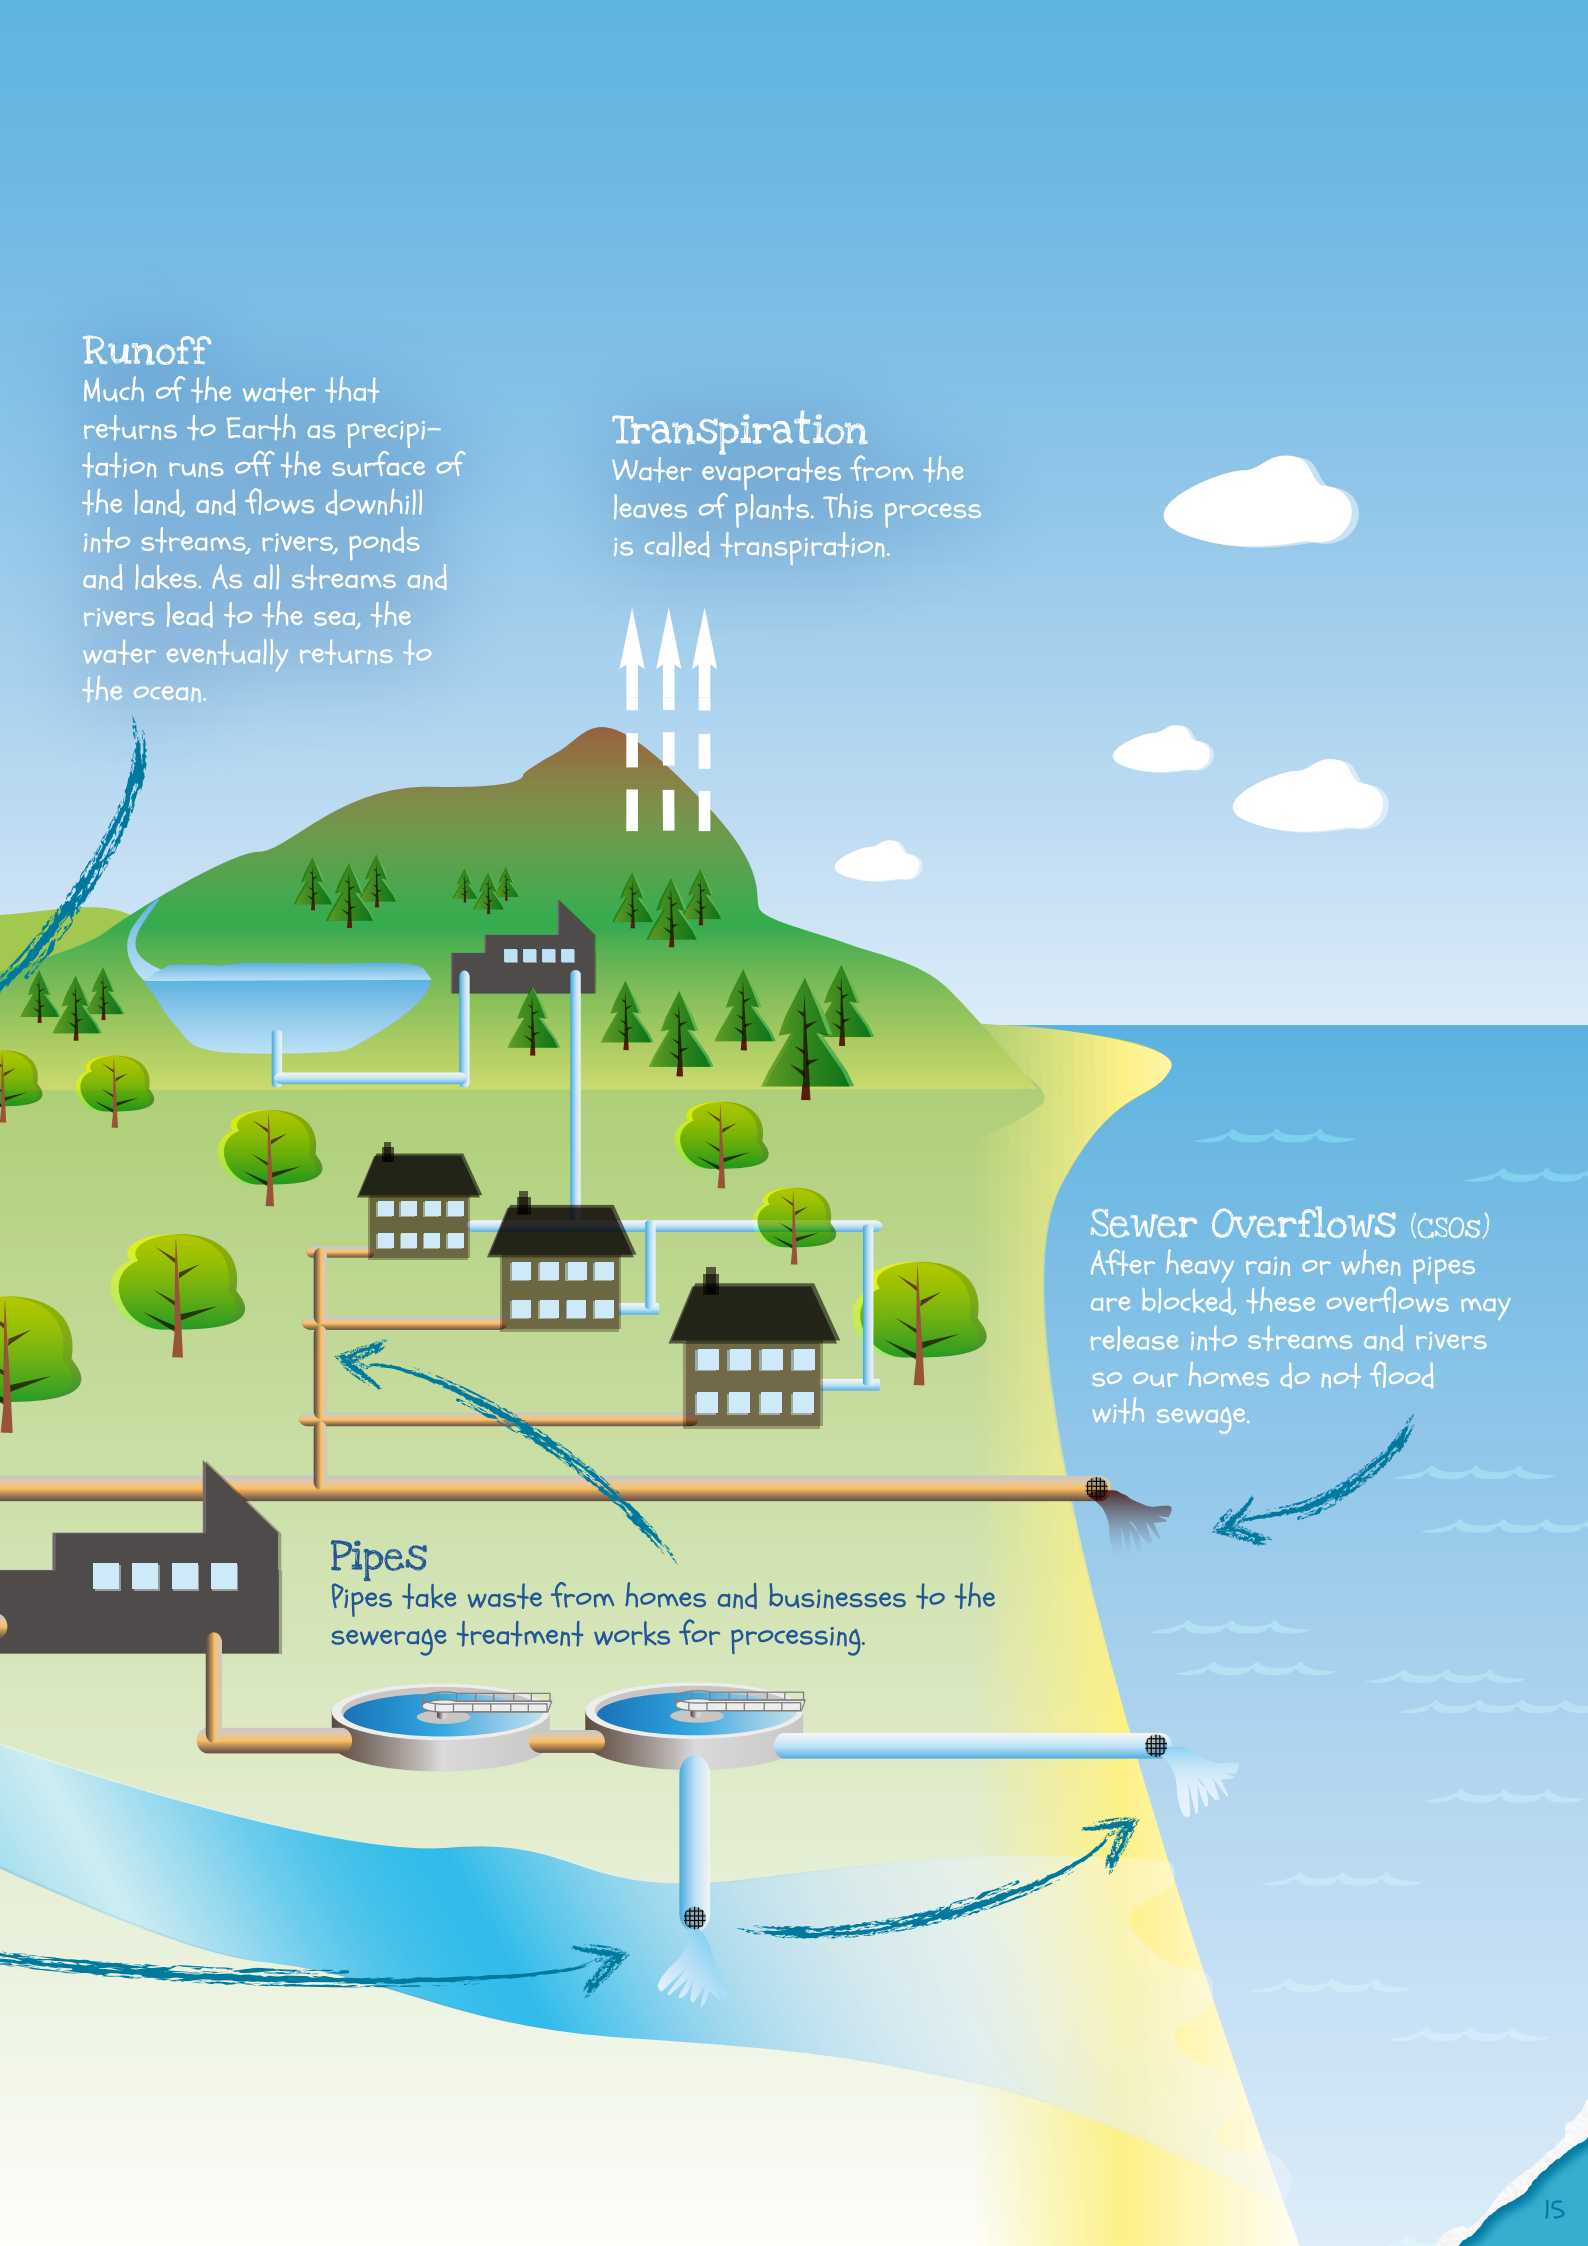 Runoff
Much of the water that
returns to Earth as precipi-
tation runs off the surface of
the land, and flows downhill
into streams, rivers, ponds
and lakes. As all streams and
rivers lead to the sea, the
water eventually returns to
the ocean.
Transpiration
Water evaporates from the
leaves of plants. This process
is called transpiration.
Sewer Overflows (CSOs)
After heavy rain or when pipes
are blocked, these overflows may
release into streams and rivers
so our homes do not flood
with sewage.
Pipes
Pipes take waste from homes and businesses to the
sewerage treatment works for processing.
15